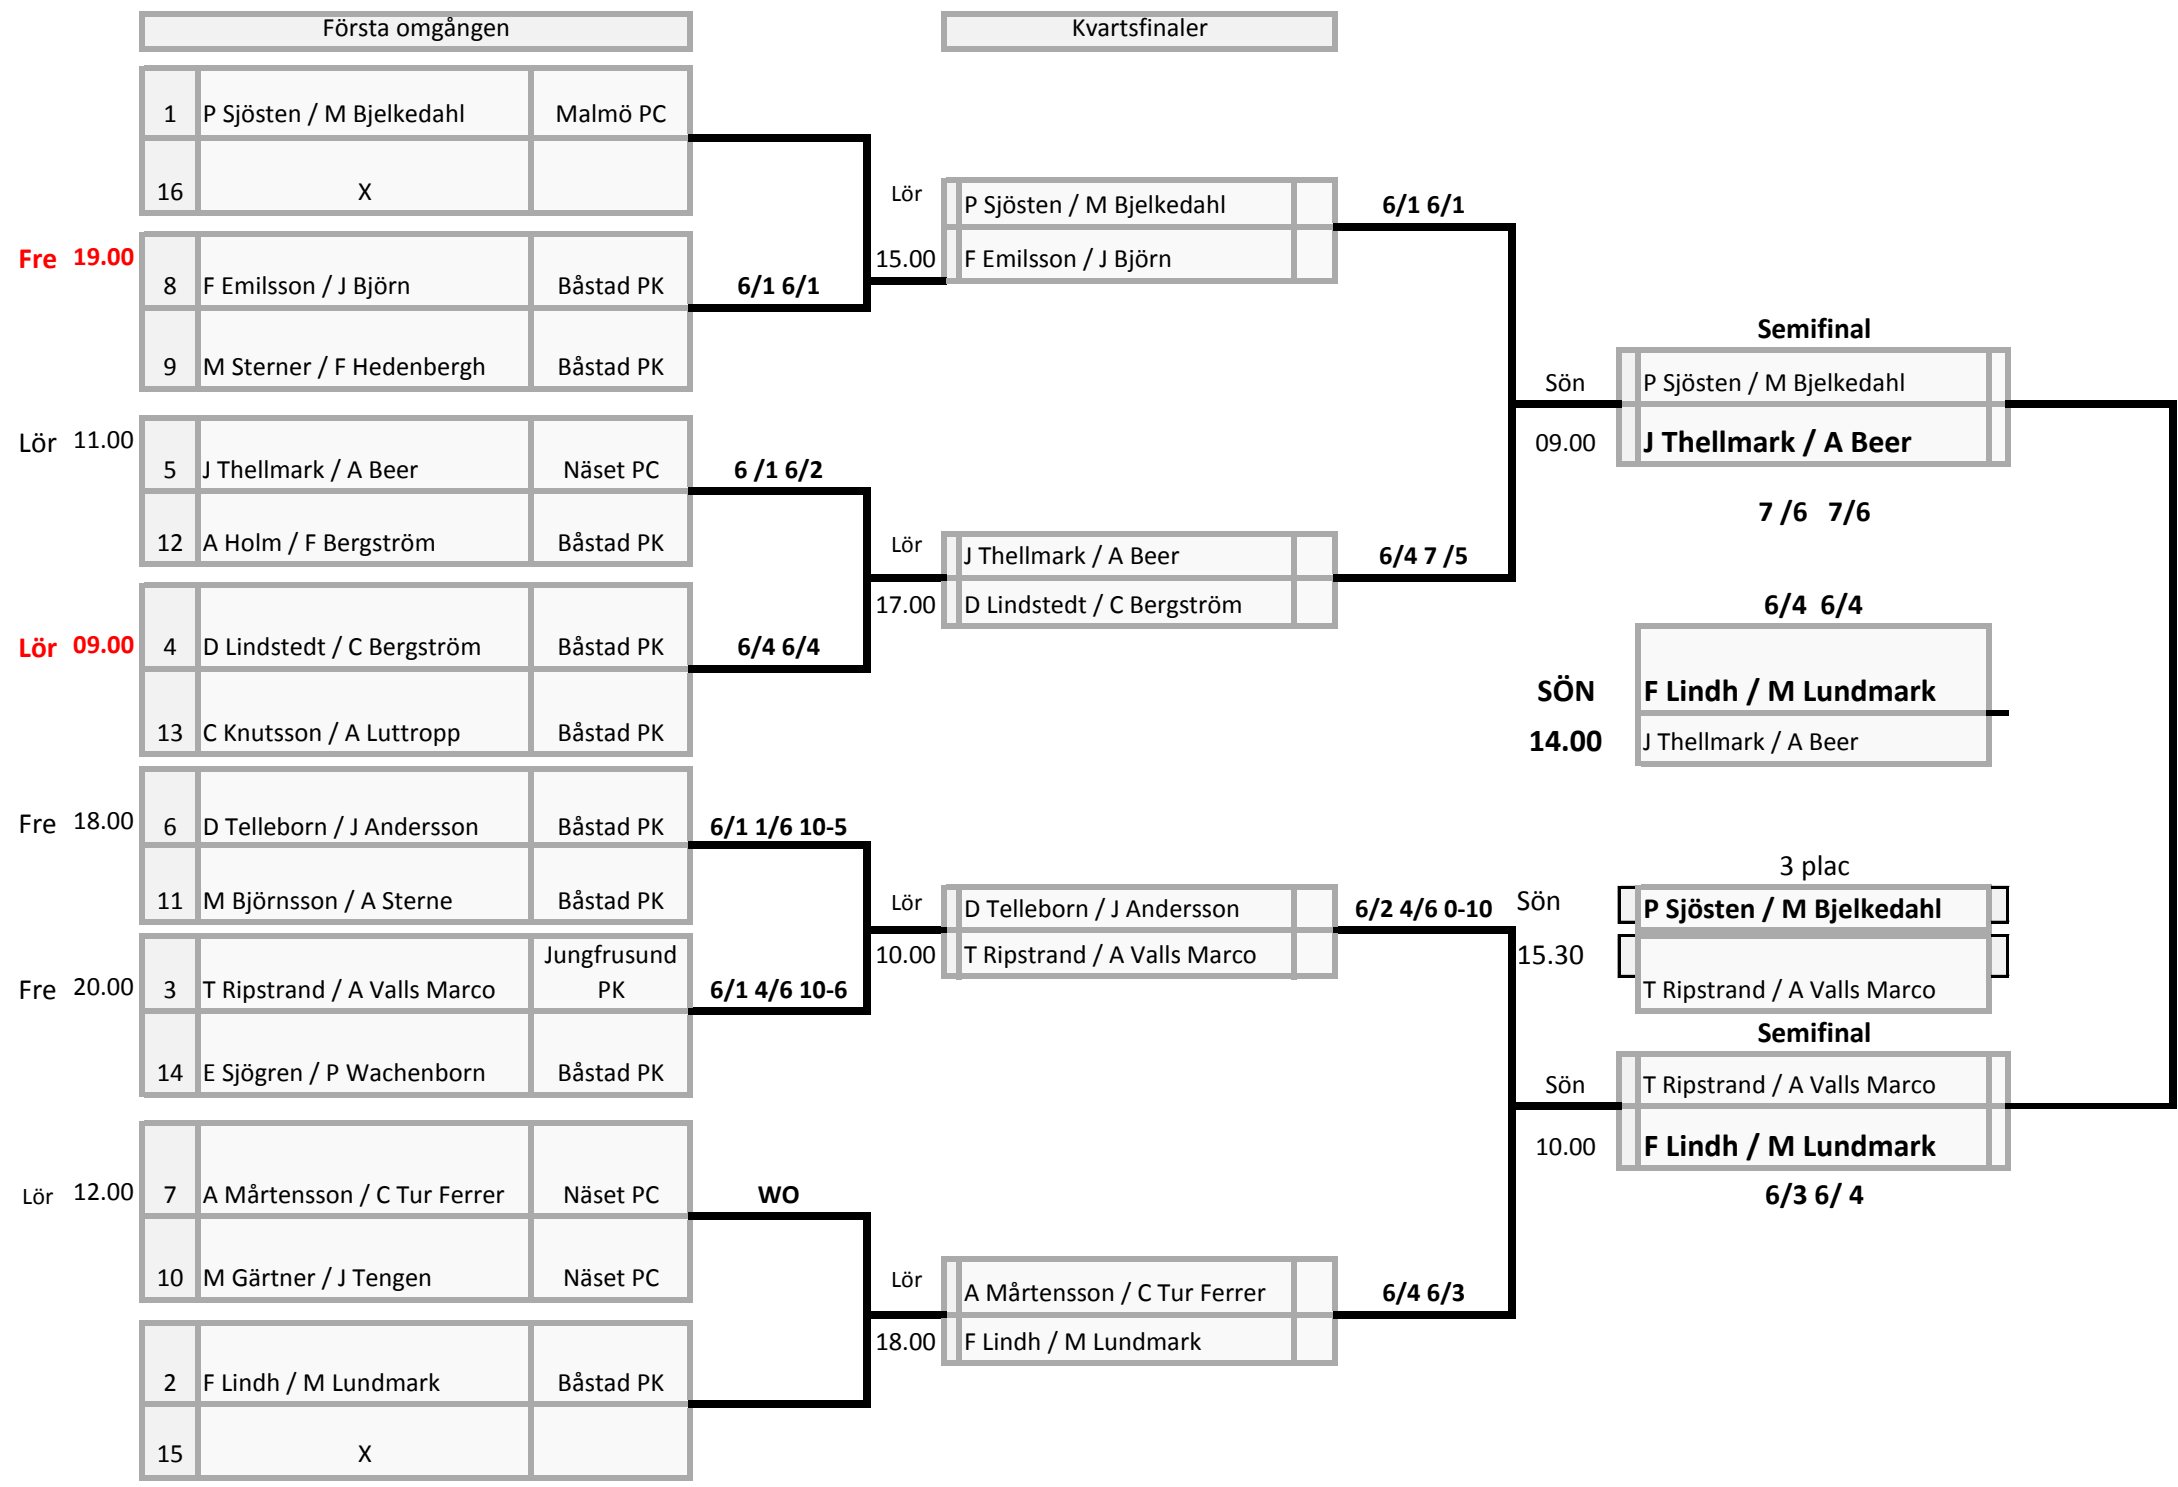 Första omgången
Kvartsfinaler
1 P Sjösten / M Bjelkedahl Malmö PC
16 X
Fre 19.00
8 F Emilsson / J Björn Båstad PK 6/1 6/1
9 M Sterner / F Hedenbergh Båstad PK
Lör 11.00
5 J Thellmark / A Beer Näset PC 6 /1 6/2
12 A Holm / F Bergström Båstad PK
Lör 09.00 4 D Lindstedt / C Bergström Båstad PK 6/4 6/4
13 C Knutsson / A Luttropp Båstad PK
Fre 18.00 6 D Telleborn / J Andersson Båstad PK 6/1 1/6 10-5
11 M Björnsson / A Sterne Båstad PK
Fre 20.00 3 T Ripstrand / A Valls Marco Jungfrusund
PK 6/1 4/6 10-6
14 E Sjögren / P Wachenborn Båstad PK
Lör 12.00 7 A Mårtensson / C Tur Ferrer Näset PC WO
10 M Gärtner / J Tengen Näset PC
2 F Lindh / M Lundmark Båstad PK
15 X
Lör P Sjösten / M Bjelkedahl 6/1 6/1
15.00 F Emilsson / J Björn
Lör J Thellmark / A Beer 6/4 7 /5
17.00 D Lindstedt / C Bergström
Lör D Telleborn / J Andersson 6/2 4/6 0-10
10.00 T Ripstrand / A Valls Marco
Lör A Mårtensson / C Tur Ferrer 6/4 6/3
18.00 F Lindh / M Lundmark
Semifinal
Sön P Sjösten / M Bjelkedahl
09.00 J Thellmark / A Beer
7 /6 7/6
6/4 6/4
SÖN F Lindh / M Lundmark
14.00 J Thellmark / A Beer
3 plac
Sön P Sjösten / M Bjelkedahl
15.30
T Ripstrand / A Valls Marco
Semifinal
Sön T Ripstrand / A Valls Marco
10.00 F Lindh / M Lundmark
6/3 6/ 4